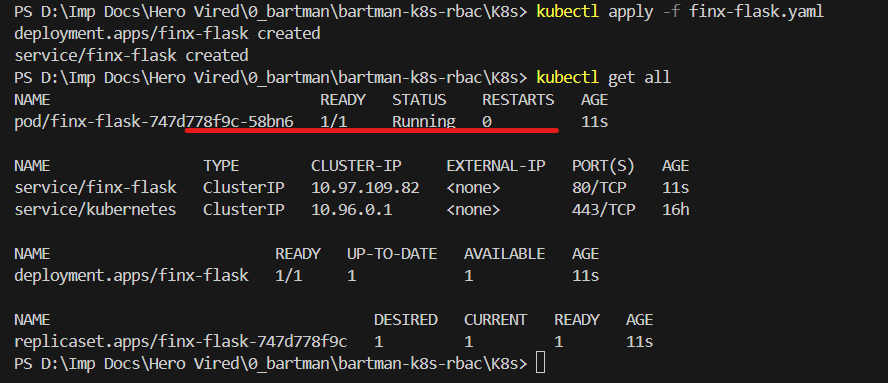 PS D:\Imp Docs\Hero Vired\0_bartman\bartman-k8s-rbac\K8s> kubectl apply -f finx-flask.yaml
deployment.apps/finx-flask created
service/finx-flask created
PS D:\Imp Docs\Hero Vired\0_bartman\bartman-k8s-rbac\K8s> kubectl get all
NAME READY STATUS RESTARTS AGE
pod/finx-flask-747d778f9c-58bn6 1/1 Running 0 11s
NAME TYPE CLUSTER-IP EXTERNAL-IP PORT(S) AGE
service/finx-flask ClusterIP 10.97.109.82 <none> 80/TCP 11s
service/kubernetes ClusterIP 10.96.0.1 <none> 443/TCP 16h
NAME READY UP-TO-DATE AVAILABLE AGE
deployment.apps/finx-flask 1/1 1 1 11s
NAME DESIRED CURRENT READY AGE
replicaset.apps/finx-flask-747d778f9c 1 1 1 11s
PS D:\Imp Docs\Hero Vired\0_bartman\bartman-k8s-rbac\K8s>